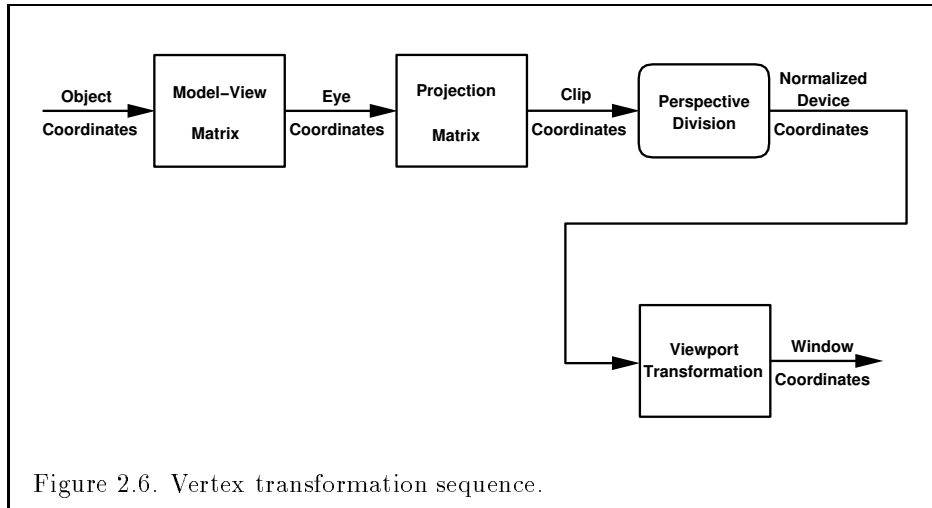 Object
Coordinates
Model−View
Matrix
Eye
Coordinates
Projection
Matrix
Clip
Coordinates
Perspective
Division
Normalized
Device
Coordinates
Viewport
Transformation
Window
Coordinates
Figure 2.6. Vertex transformation sequence.